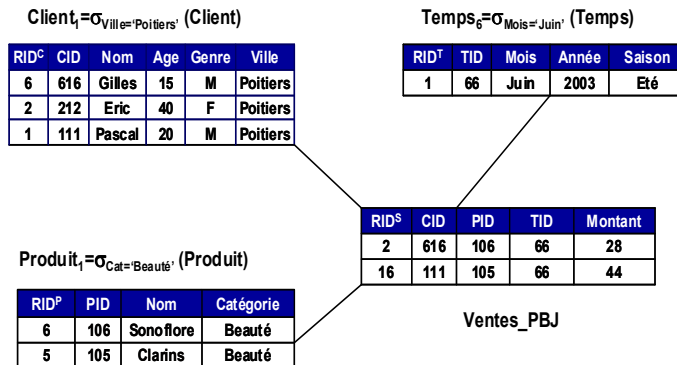 Client₁=σVille='Poitiers' (Client)
RIDᶜ CID Nom Age Genre Ville
6 616 Gilles 15 M Poitiers
2 212 Eric 40 F Poitiers
1 111 Pascal 20 M Poitiers
Temps₆=σMois='Juin' (Temps)
RIDᵀ TID Mois Année Saison
1 66 Juin 2003 Eté
RIDˢ CID PID TID Montant
2 616 106 66 28
16 111 105 66 44
Ventes_PBJ
Produit₁=σCat='Beauté' (Produit)
RIDᴾ PID Nom Catégorie
6 106 Sonoflore Beauté
5 105 Clarins Beauté